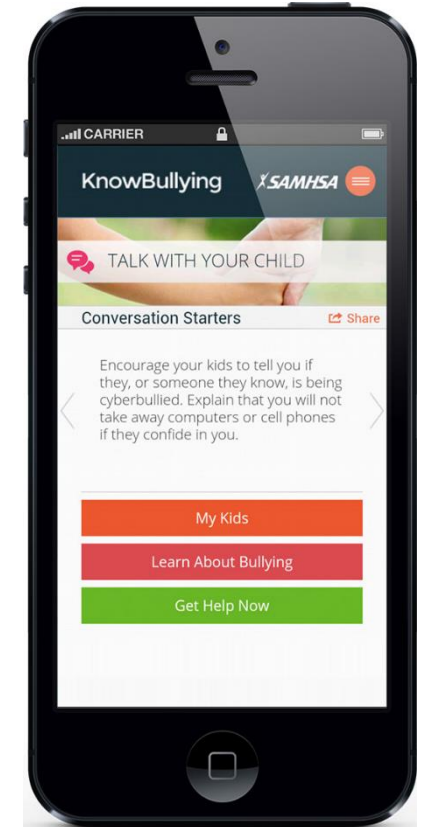 CARRIER
KnowBullying SAMHSA
TALK WITH YOUR CHILD
Conversation Starters Share
Encourage your kids to tell you if
they, or someone they know, is being
cyberbullied. Explain that you will not
take away computers or cell phones
if they confide in you.
My Kids
Learn About Bullying
Get Help Now